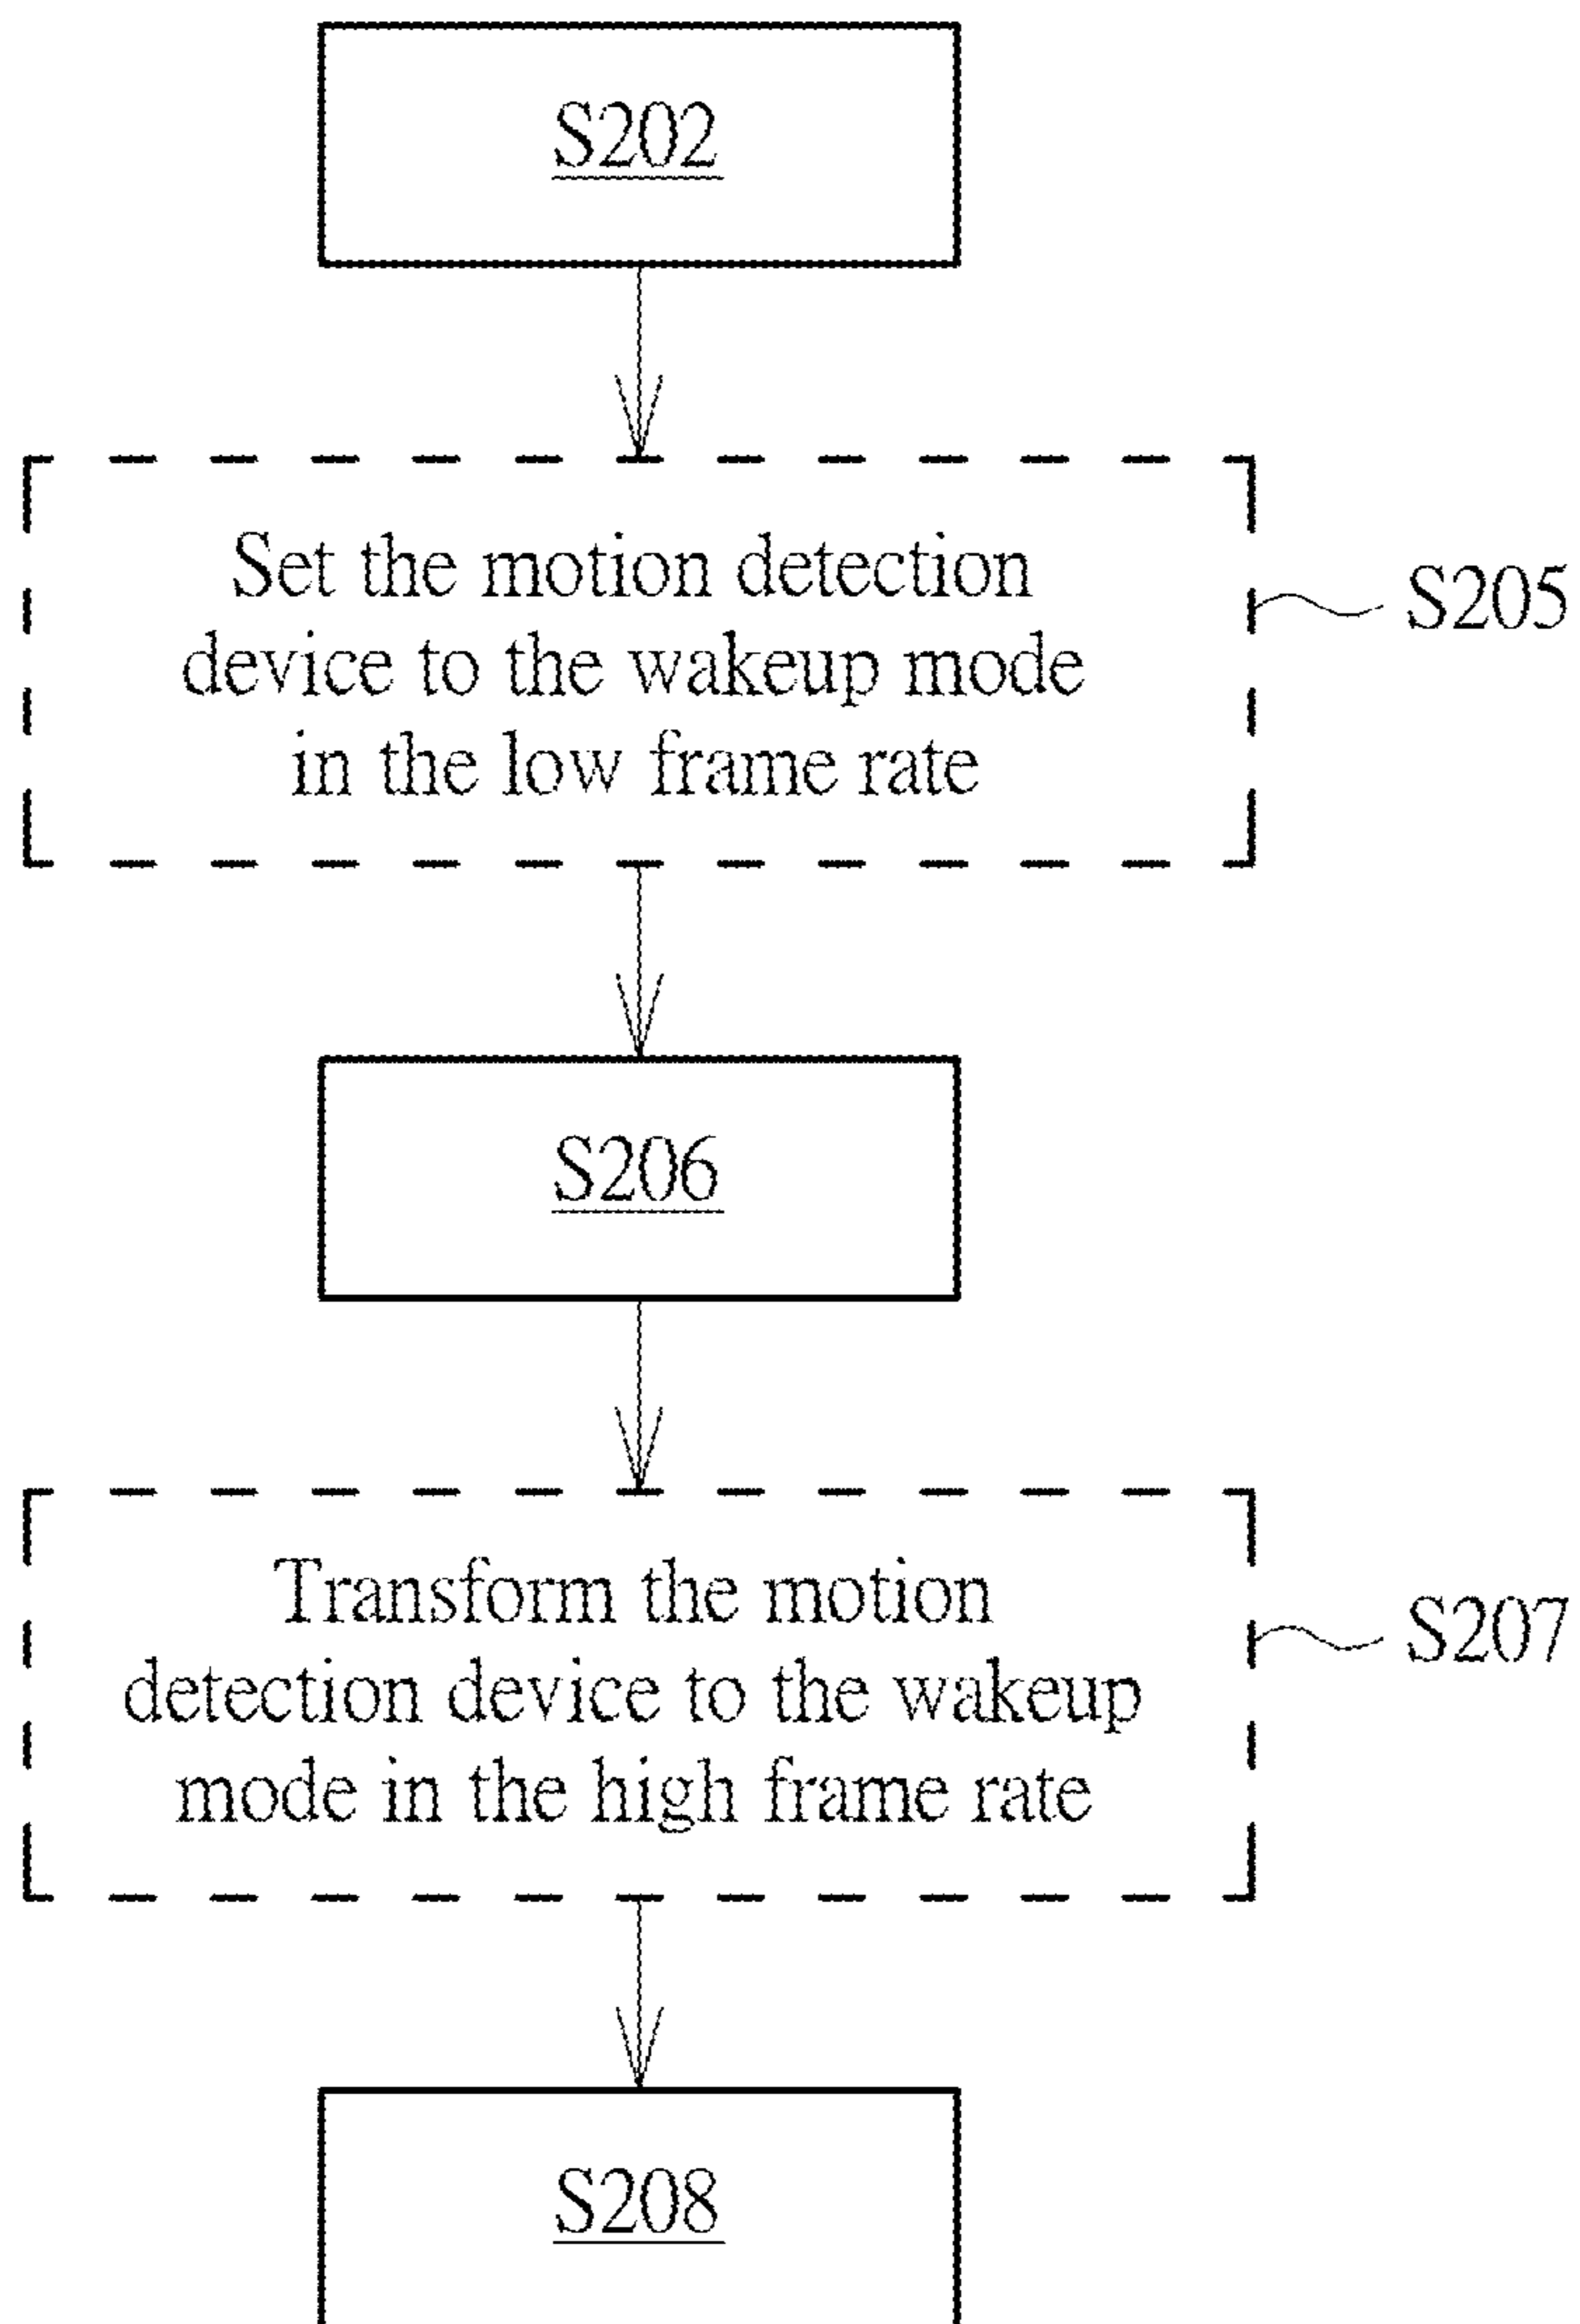 S202
Set the motion detection
device to the wakeup mode
in the low frame rate
S205
S206
Transform the motion
detection device to the wakeup
mode in the high frame rate
S207
S208